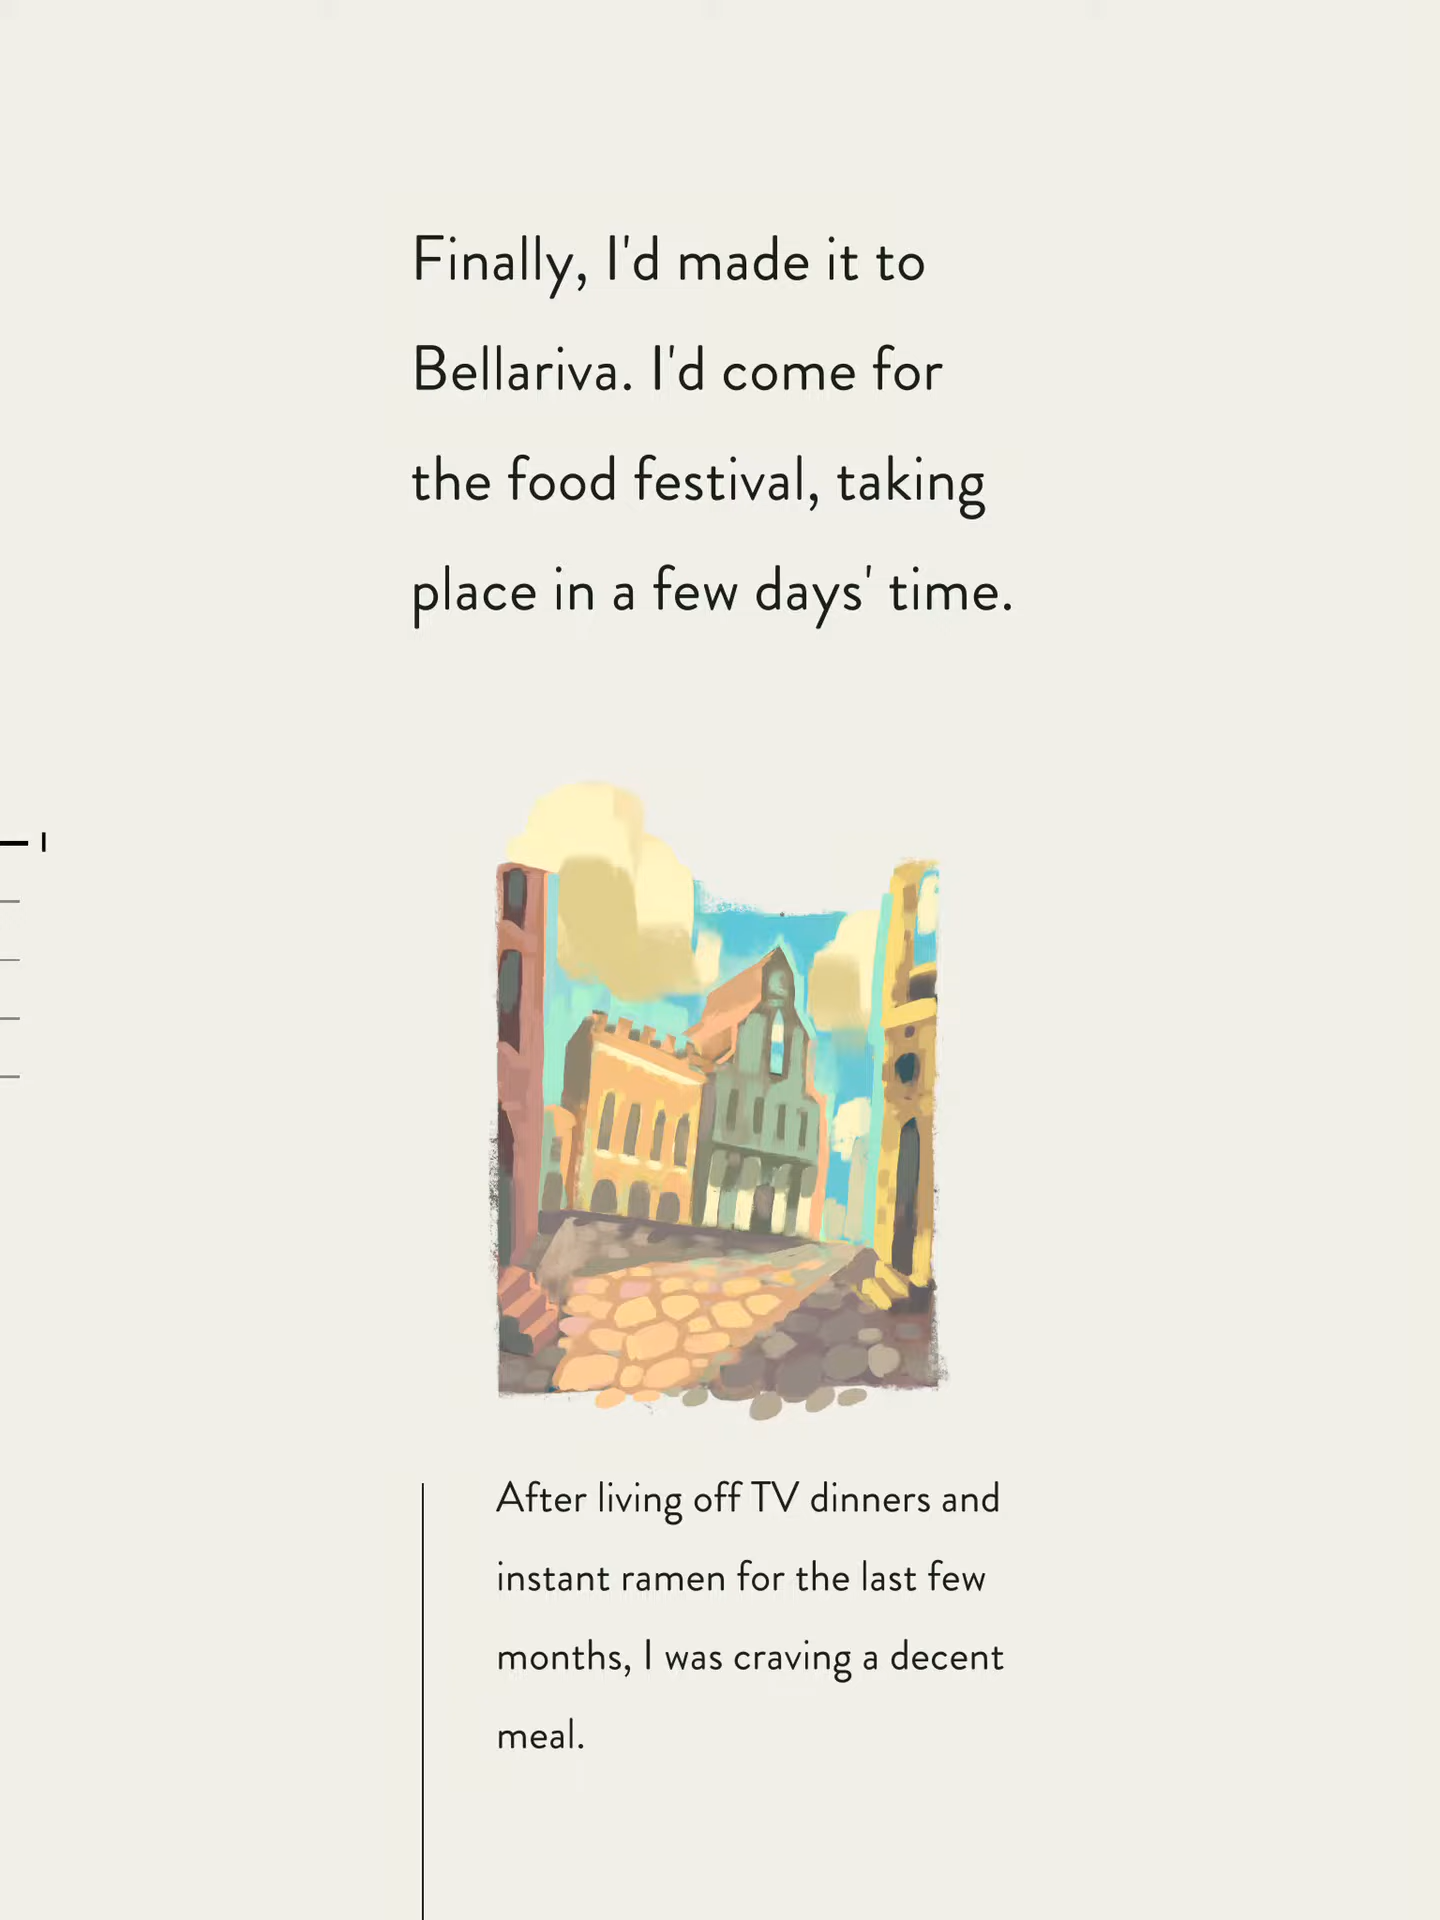 Finally, I'd made it to
Bellariva. I'd come for
the food festival, taking
place in a few days' time.
I
After living off TV dinners and
instant ramen for the last few
months, I was craving a decent
meal.